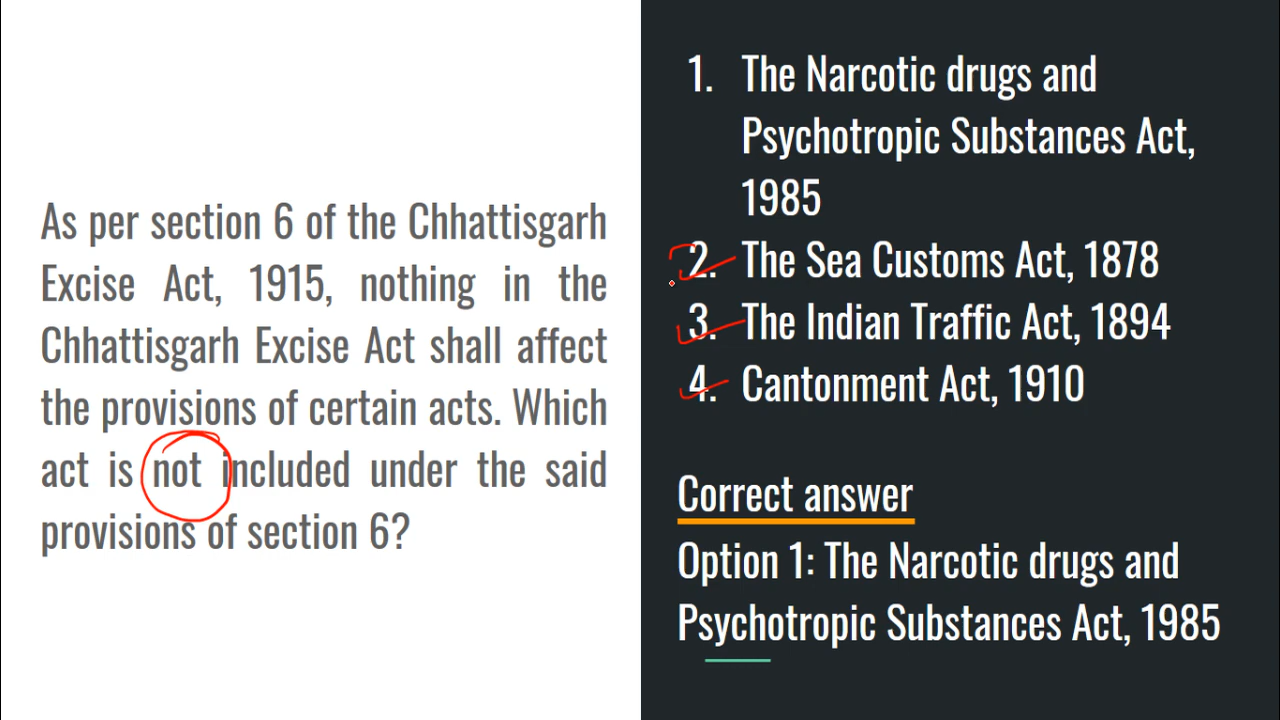 As per section 6 of the Chhattisgarh
Excise Act, 1915, nothing in the
Chhattisgarh Excise Act shall affect
the provisions of certain acts. Which
act is not included under the said
provisions of section 6?
1. The Narcotic drugs and
Psychotropic Substances Act,
1985
2. The Sea Customs Act, 1878
3. The Indian Traffic Act, 1894
4. Cantonment Act, 1910
Correct answer
Option 1: The Narcotic drugs and
Psychotropic Substances Act, 1985